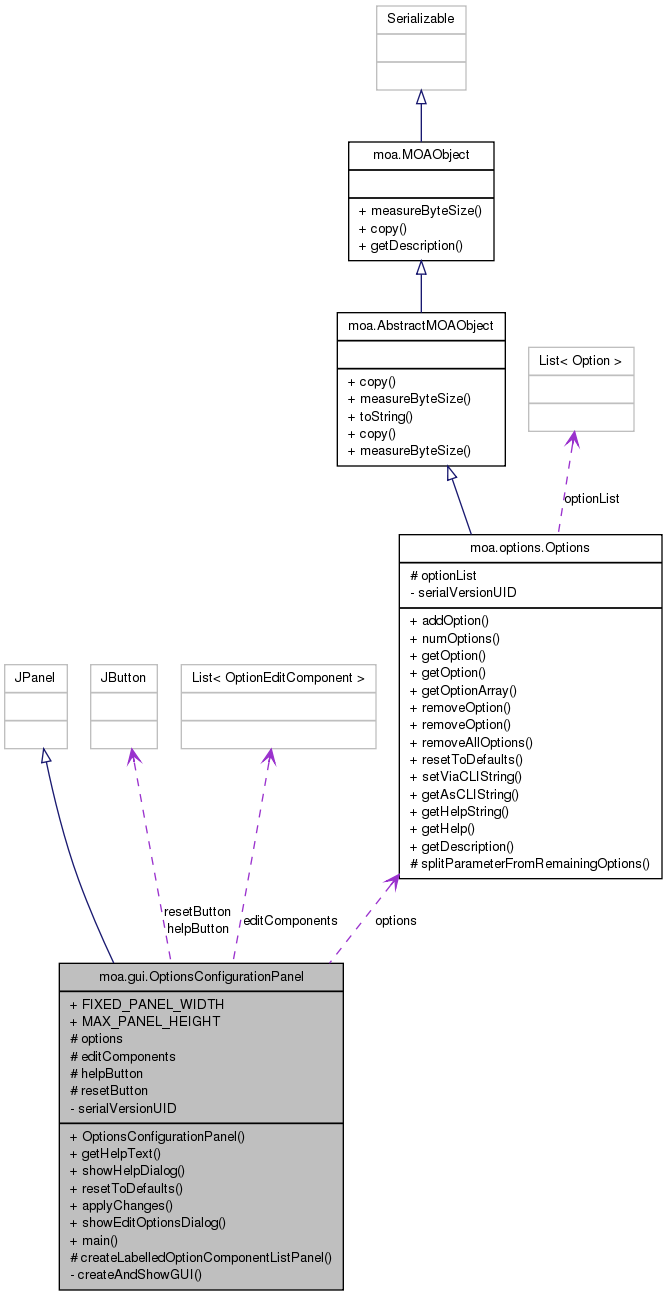 Serializable
moa.MOAObject
+ measureByteSize()
+ copy()
+ getDescription()
moa.AbstractMOAObject
+ copy()
+ measureByteSize()
+ toString()
+ copy()
+ measureByteSize()
List< Option >
optionList
moa.options.Options
# optionList
- serialVersionUID
+ addOption()
+ numOptions()
+ getOption()
+ getOption()
+ getOptionArray()
+ removeOption()
+ removeOption()
+ removeAllOptions()
+ resetToDefaults()
+ setViaCLIString()
+ getAsCLIString()
+ getHelpString()
+ getHelp()
+ getDescription()
# splitParameterFromRemainingOptions()
JPanel
JButton
List< OptionEditComponent >
resetButton
helpButton
editComponents
options
moa.gui.OptionsConfigurationPanel
+ FIXED_PANEL_WIDTH
+ MAX_PANEL_HEIGHT
# options
# editComponents
# helpButton
# resetButton
- serialVersionUID
+ OptionsConfigurationPanel()
+ getHelpText()
+ showHelpDialog()
+ resetToDefaults()
+ applyChanges()
+ showEditOptionsDialog()
+ main()
# createLabelledOptionComponentListPanel()
- createAndShowGUI()